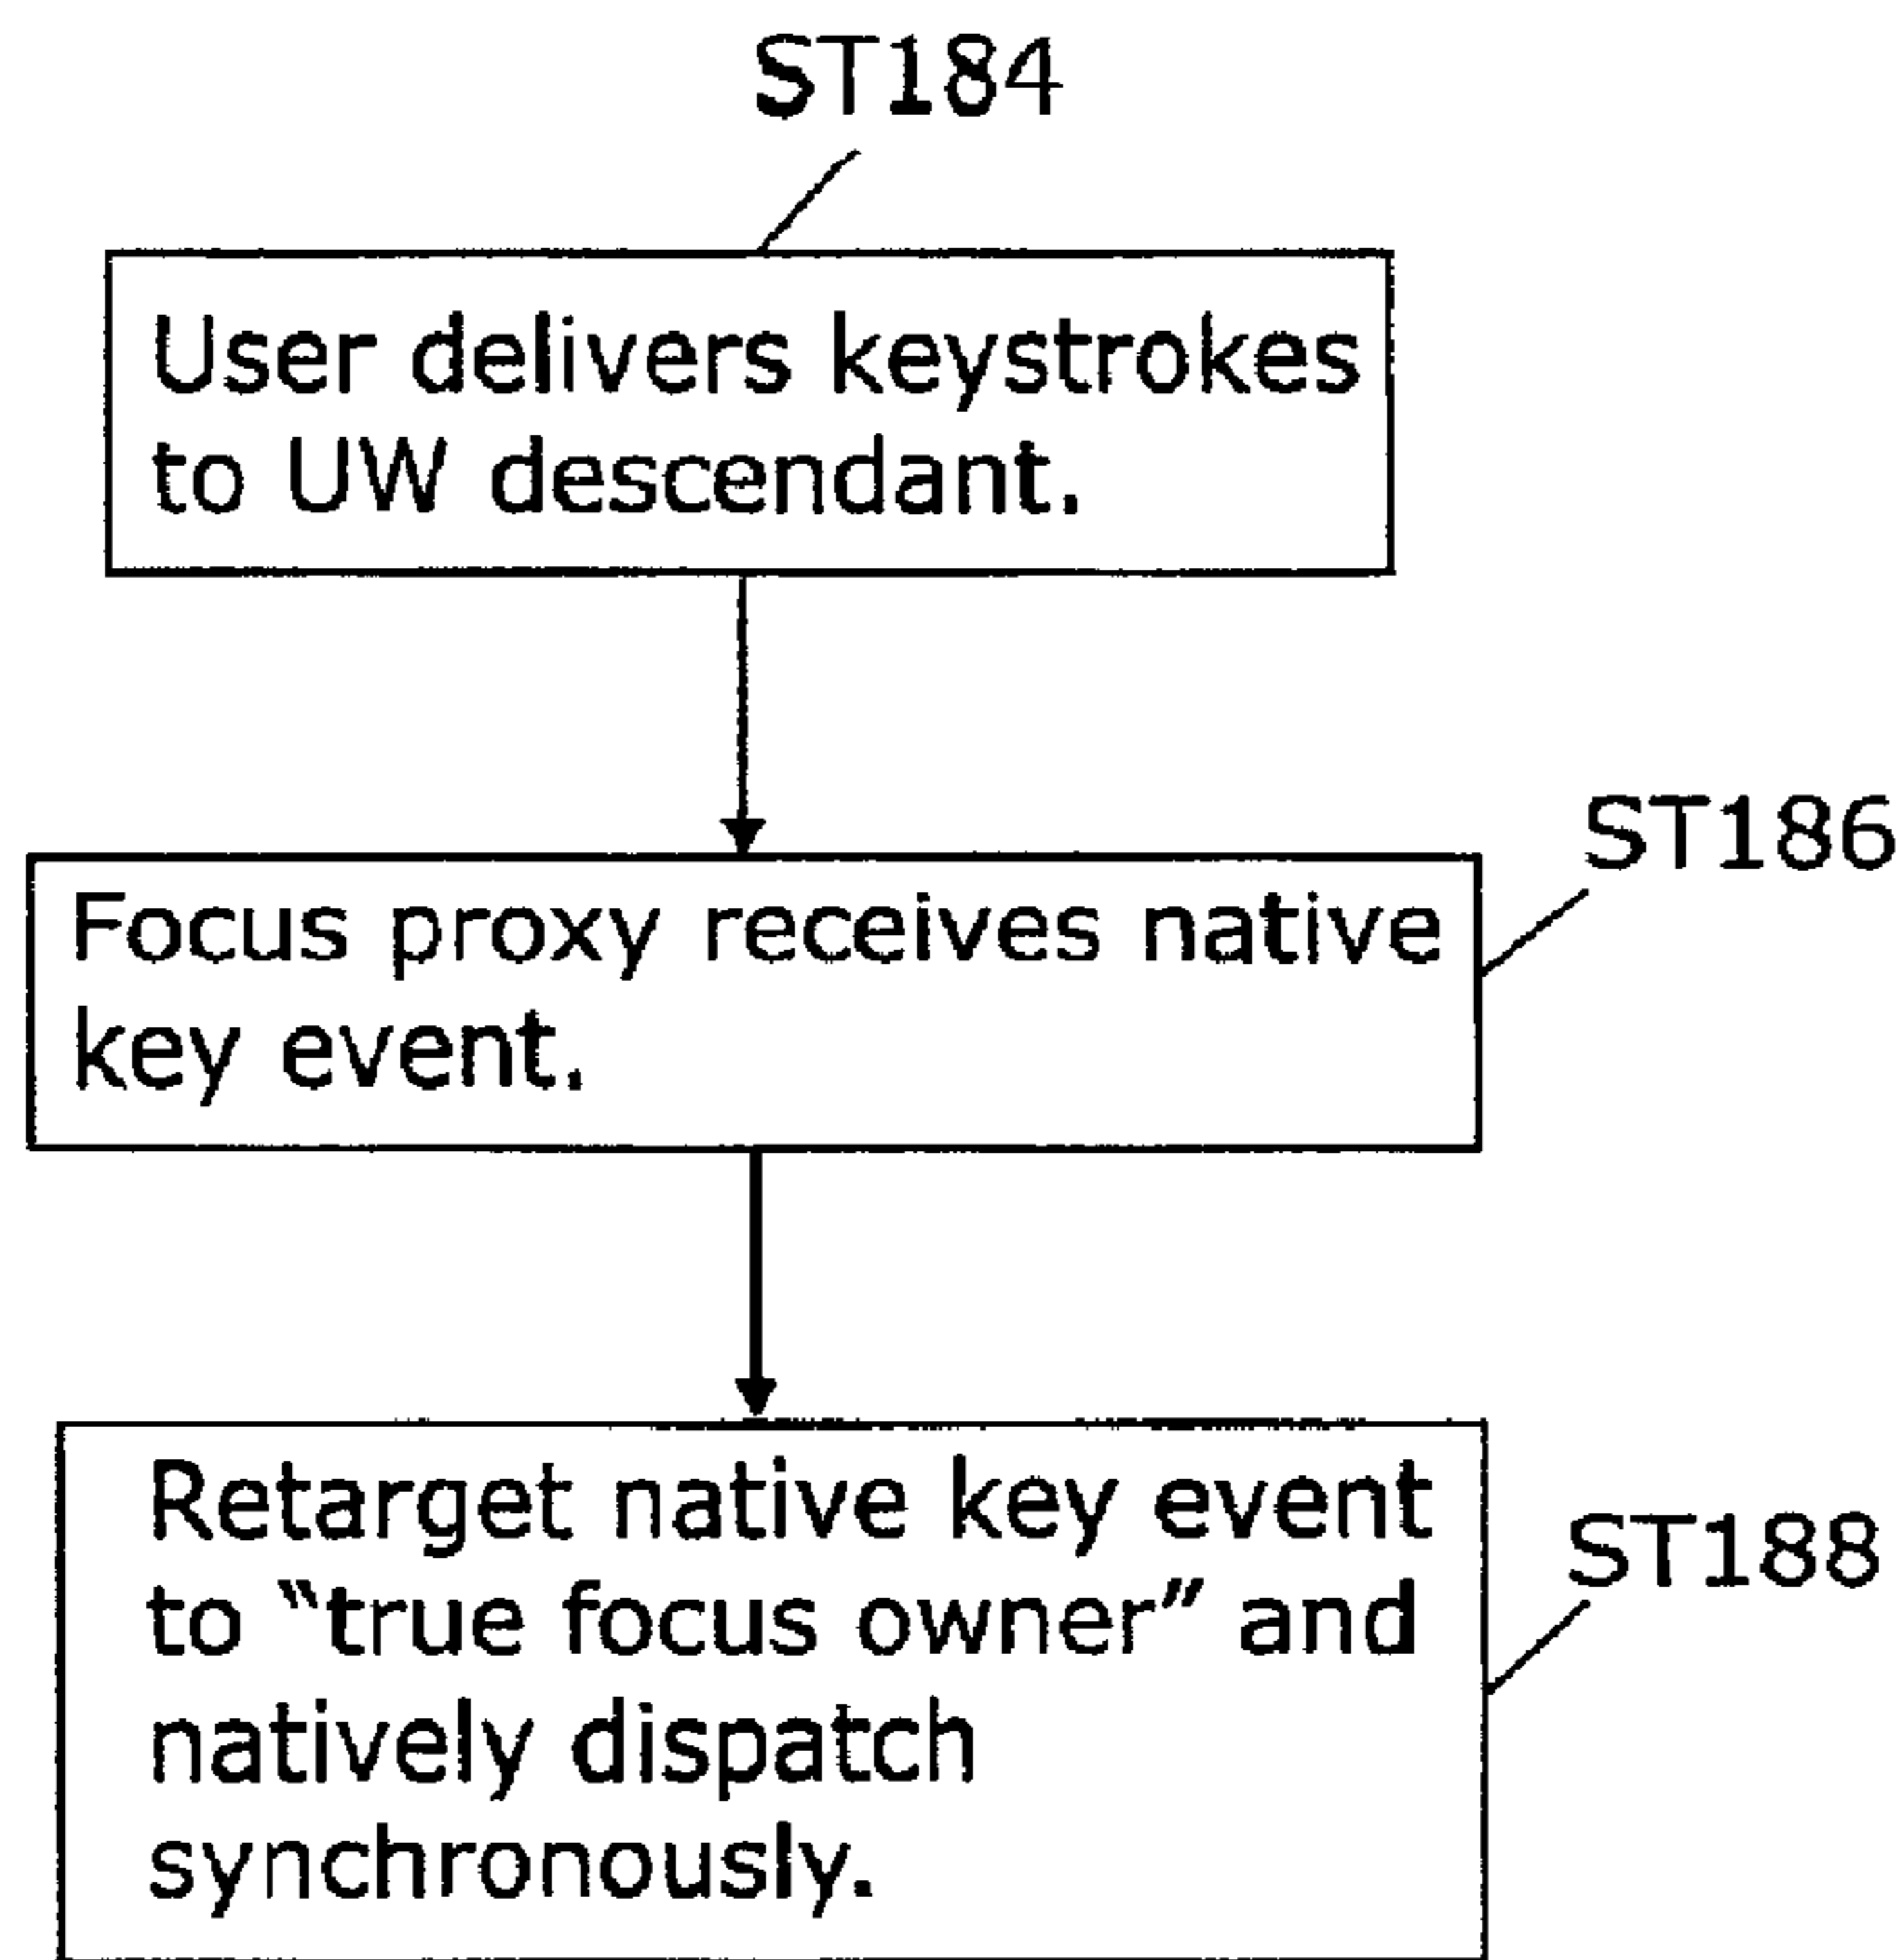 ST184
User delivers keystrokes
to UW descendant.
ST186
Focus proxy receives native
key event.
Retarget native key event
to “true focus owner” and
natively dispatch
synchronously.
ST188